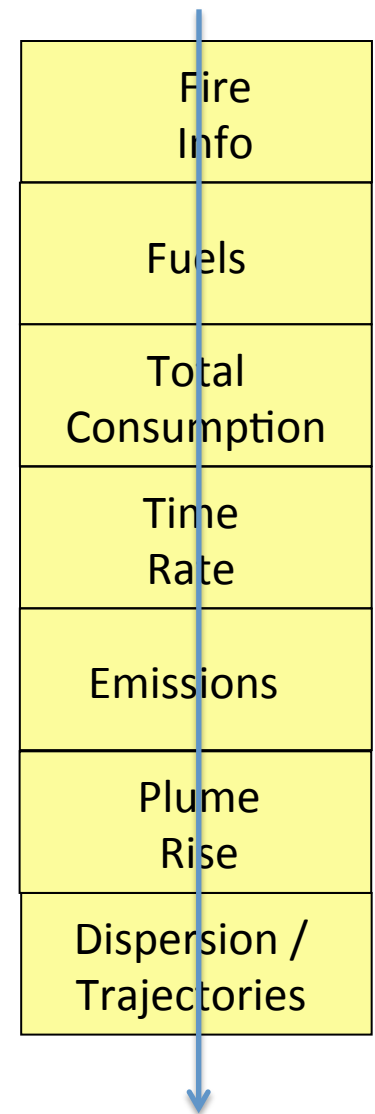 Fire
Info
Fuels
Total
Consumption
Time
Rate
Emissions
Plume
Rise
Dispersion /
Trajectories